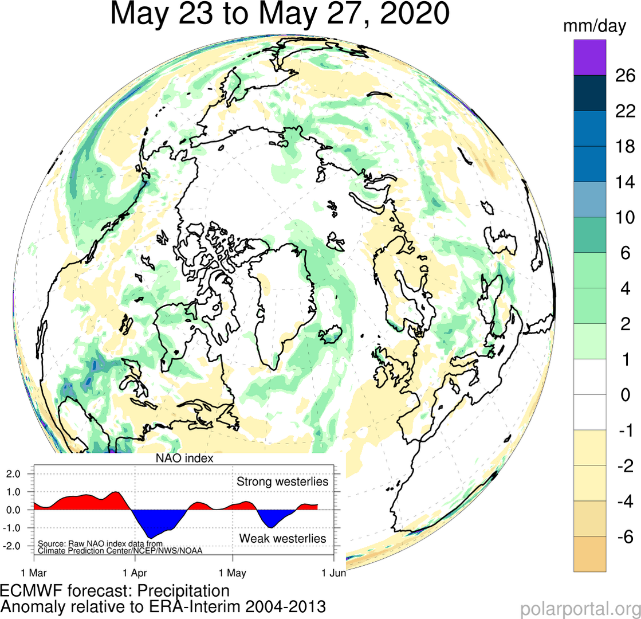 May 23 to May 27, 2020
mm/day
26
22
18
14
10
6
4
2
1
0
-1
-2
-4
-6
NAO index
2.0
1.0
0.0
-1.0
-2.0
Strong westerlies
Weak westerlies
Source: Raw NAO index data from
Climate Prediction Center/NCEP/NWS/NOAA
1 Mar 1 Apr 1 May 1 Jun
ECMWF forecast: Precipitation
Anomaly relative to ERA-Interim 2004-2013
polarportal.org